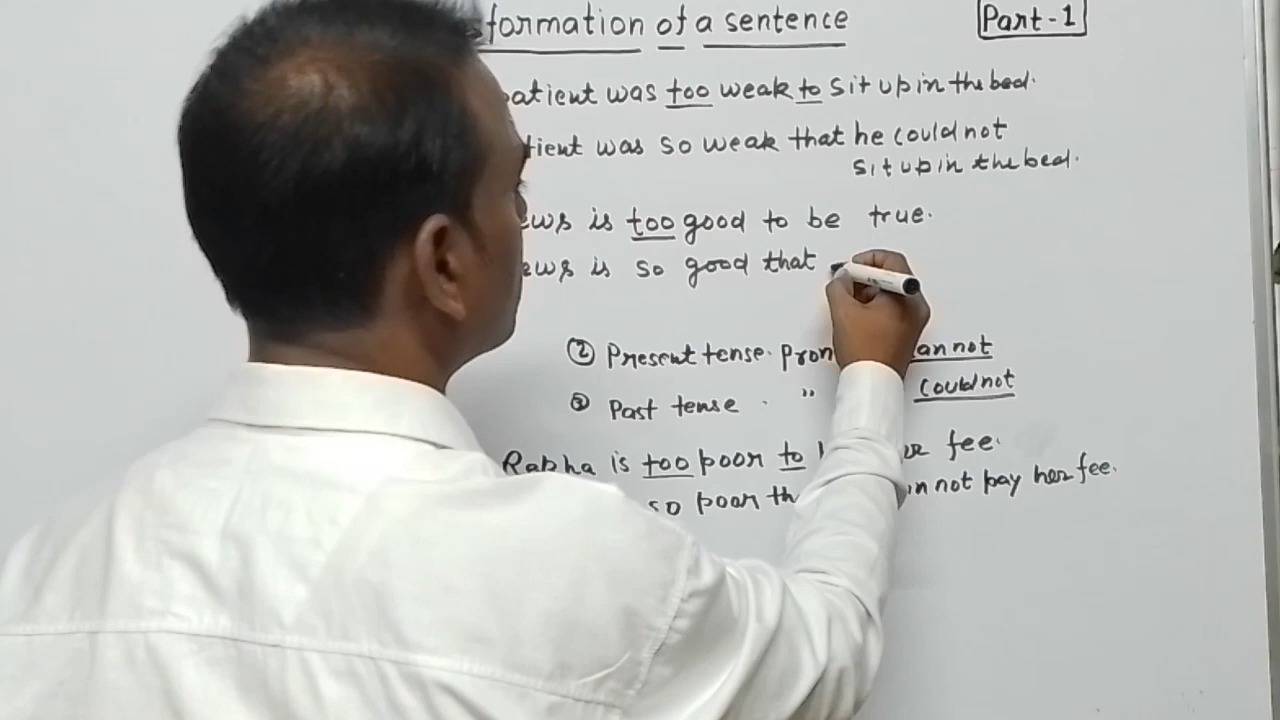 formation of a sentence
Part-1
patient was too weak to sit up in the bed.
tient was so weak that he could not
sit up in the bed.
ews is too good to be true.
ews is so good that
② Present tense. pron annot
③ Past tense . " Could not
Rabha is too poor to fee.
so poor th n not pay her fee.